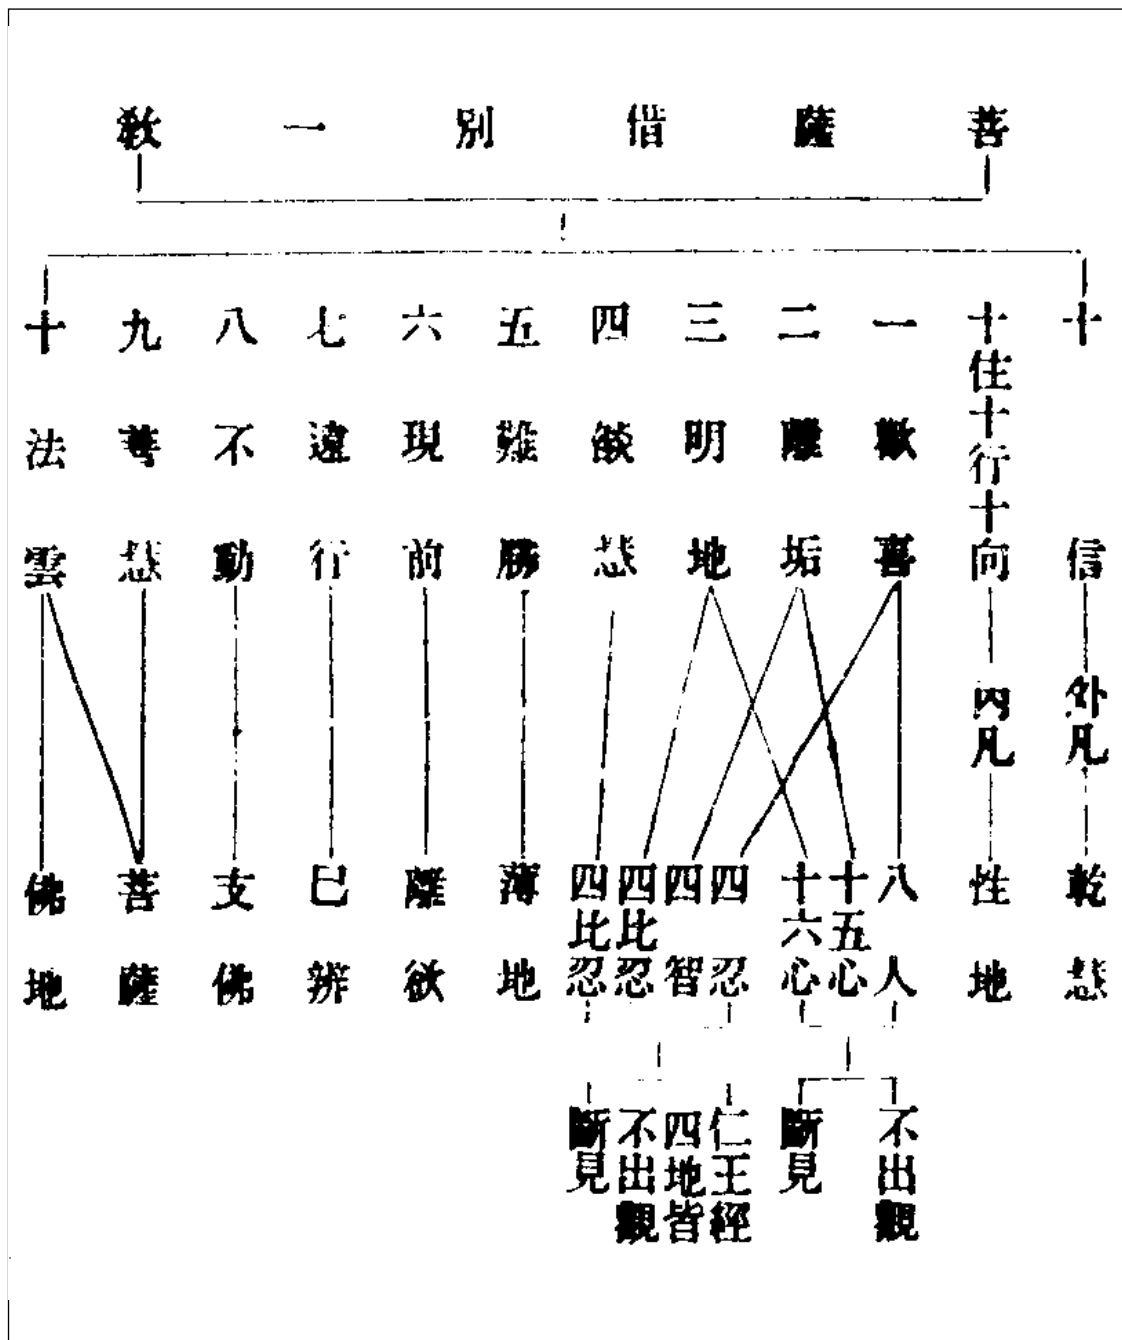 菩薩借別一教
十信
十住十行十向
一歡喜
二離垢
三明地
四燄慧
五難勝
六現前
七遠行
八不動
九善慧
十法雲
外凡
內凡
乾慧
性地
八人
十五心
十六心
四忍
四智
四比忍
四比忍
薄地
離欲
已辨
支佛
菩薩
佛地
不出觀
斷見
仁王經
四地皆
不出觀
斷見